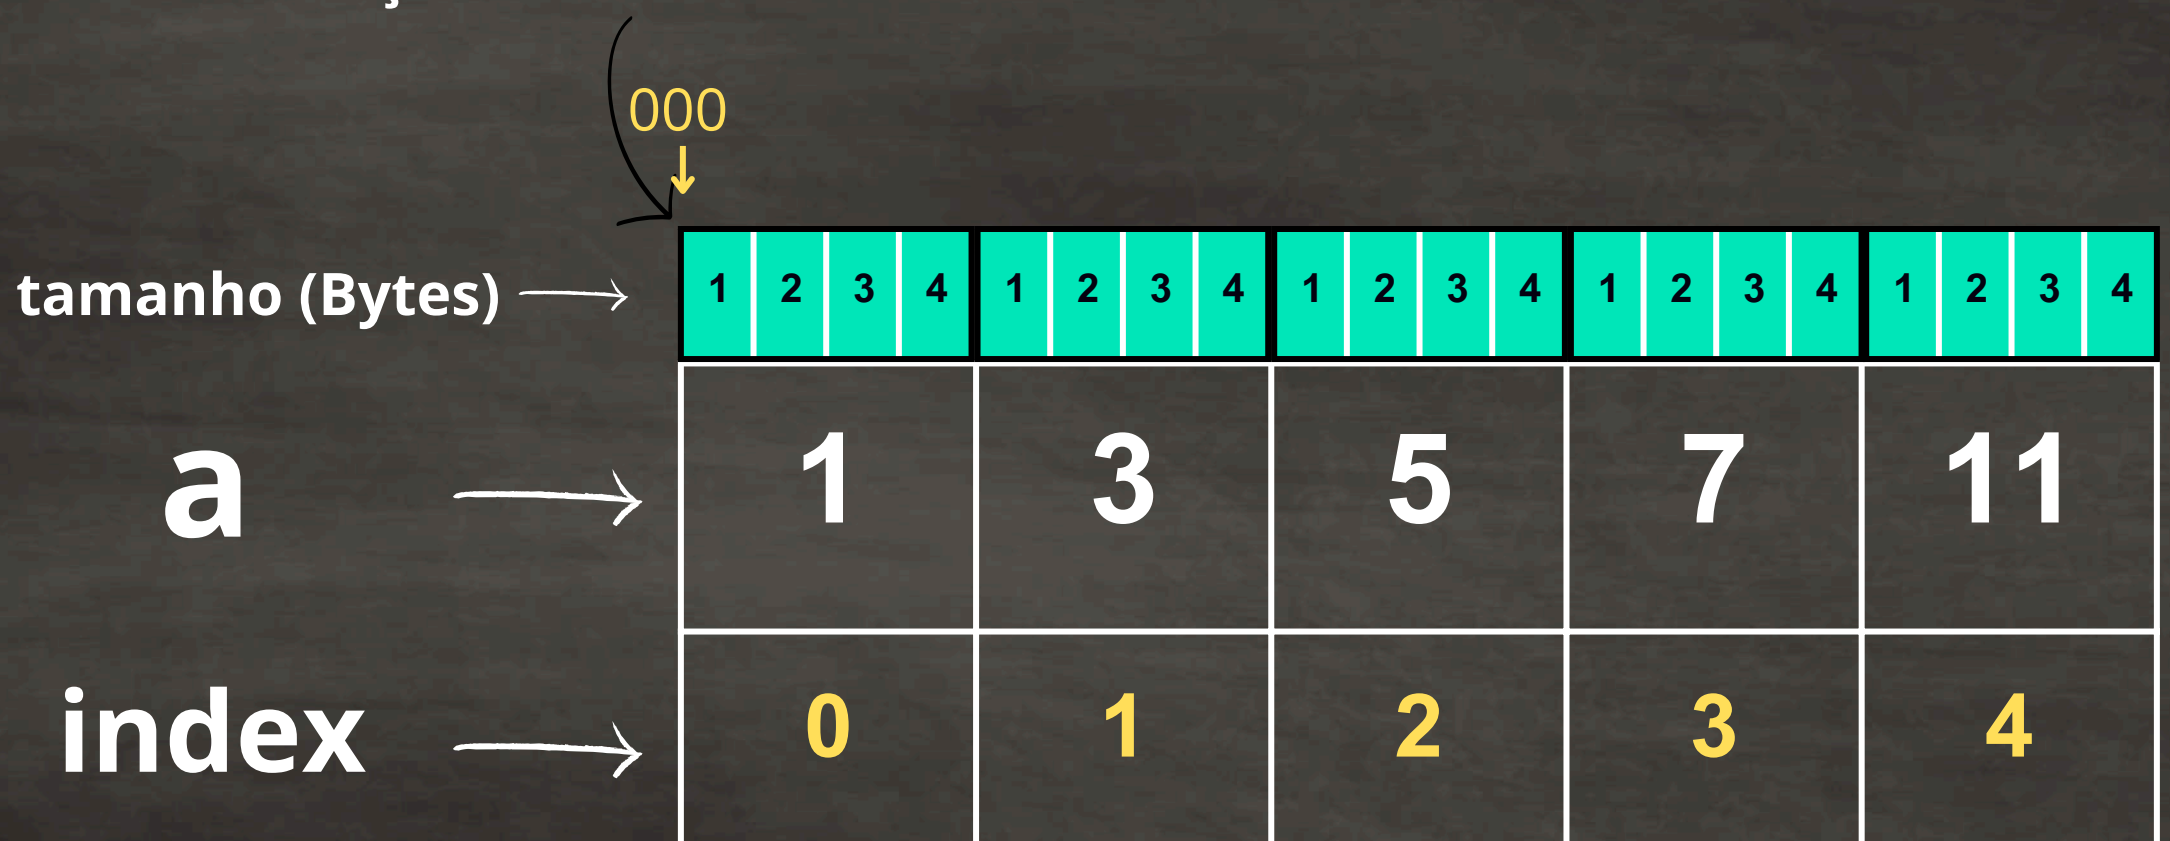 000
tamanho (Bytes) 1 2 3 4 1 2 3 4 1 2 3 4 1 2 3 4 1 2 3 4
a 1 3 5 7 11
index 0 1 2 3 4